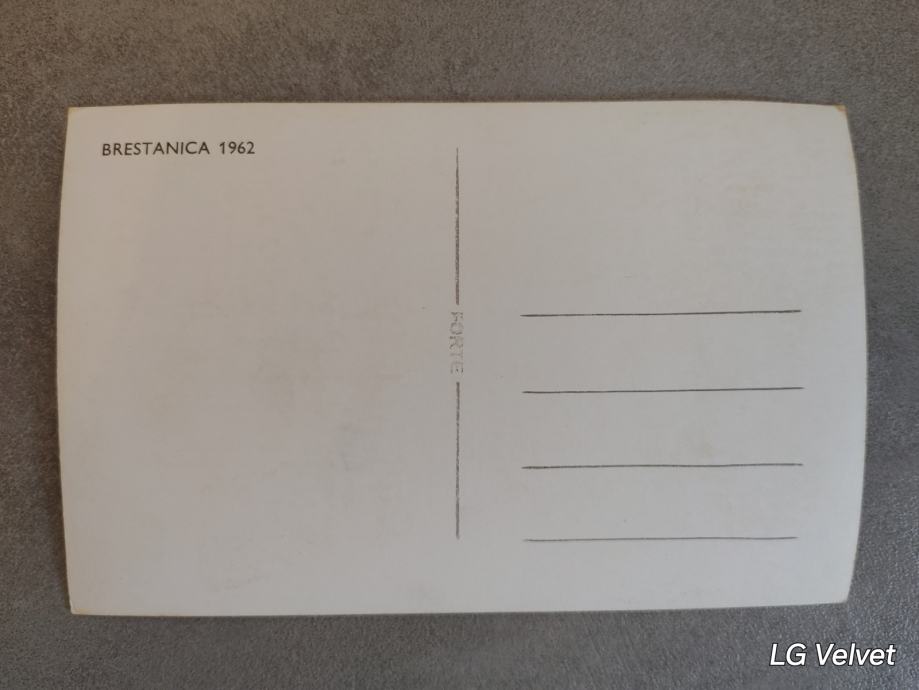 BRESTANICA 1962
FORTE
LG Velvet